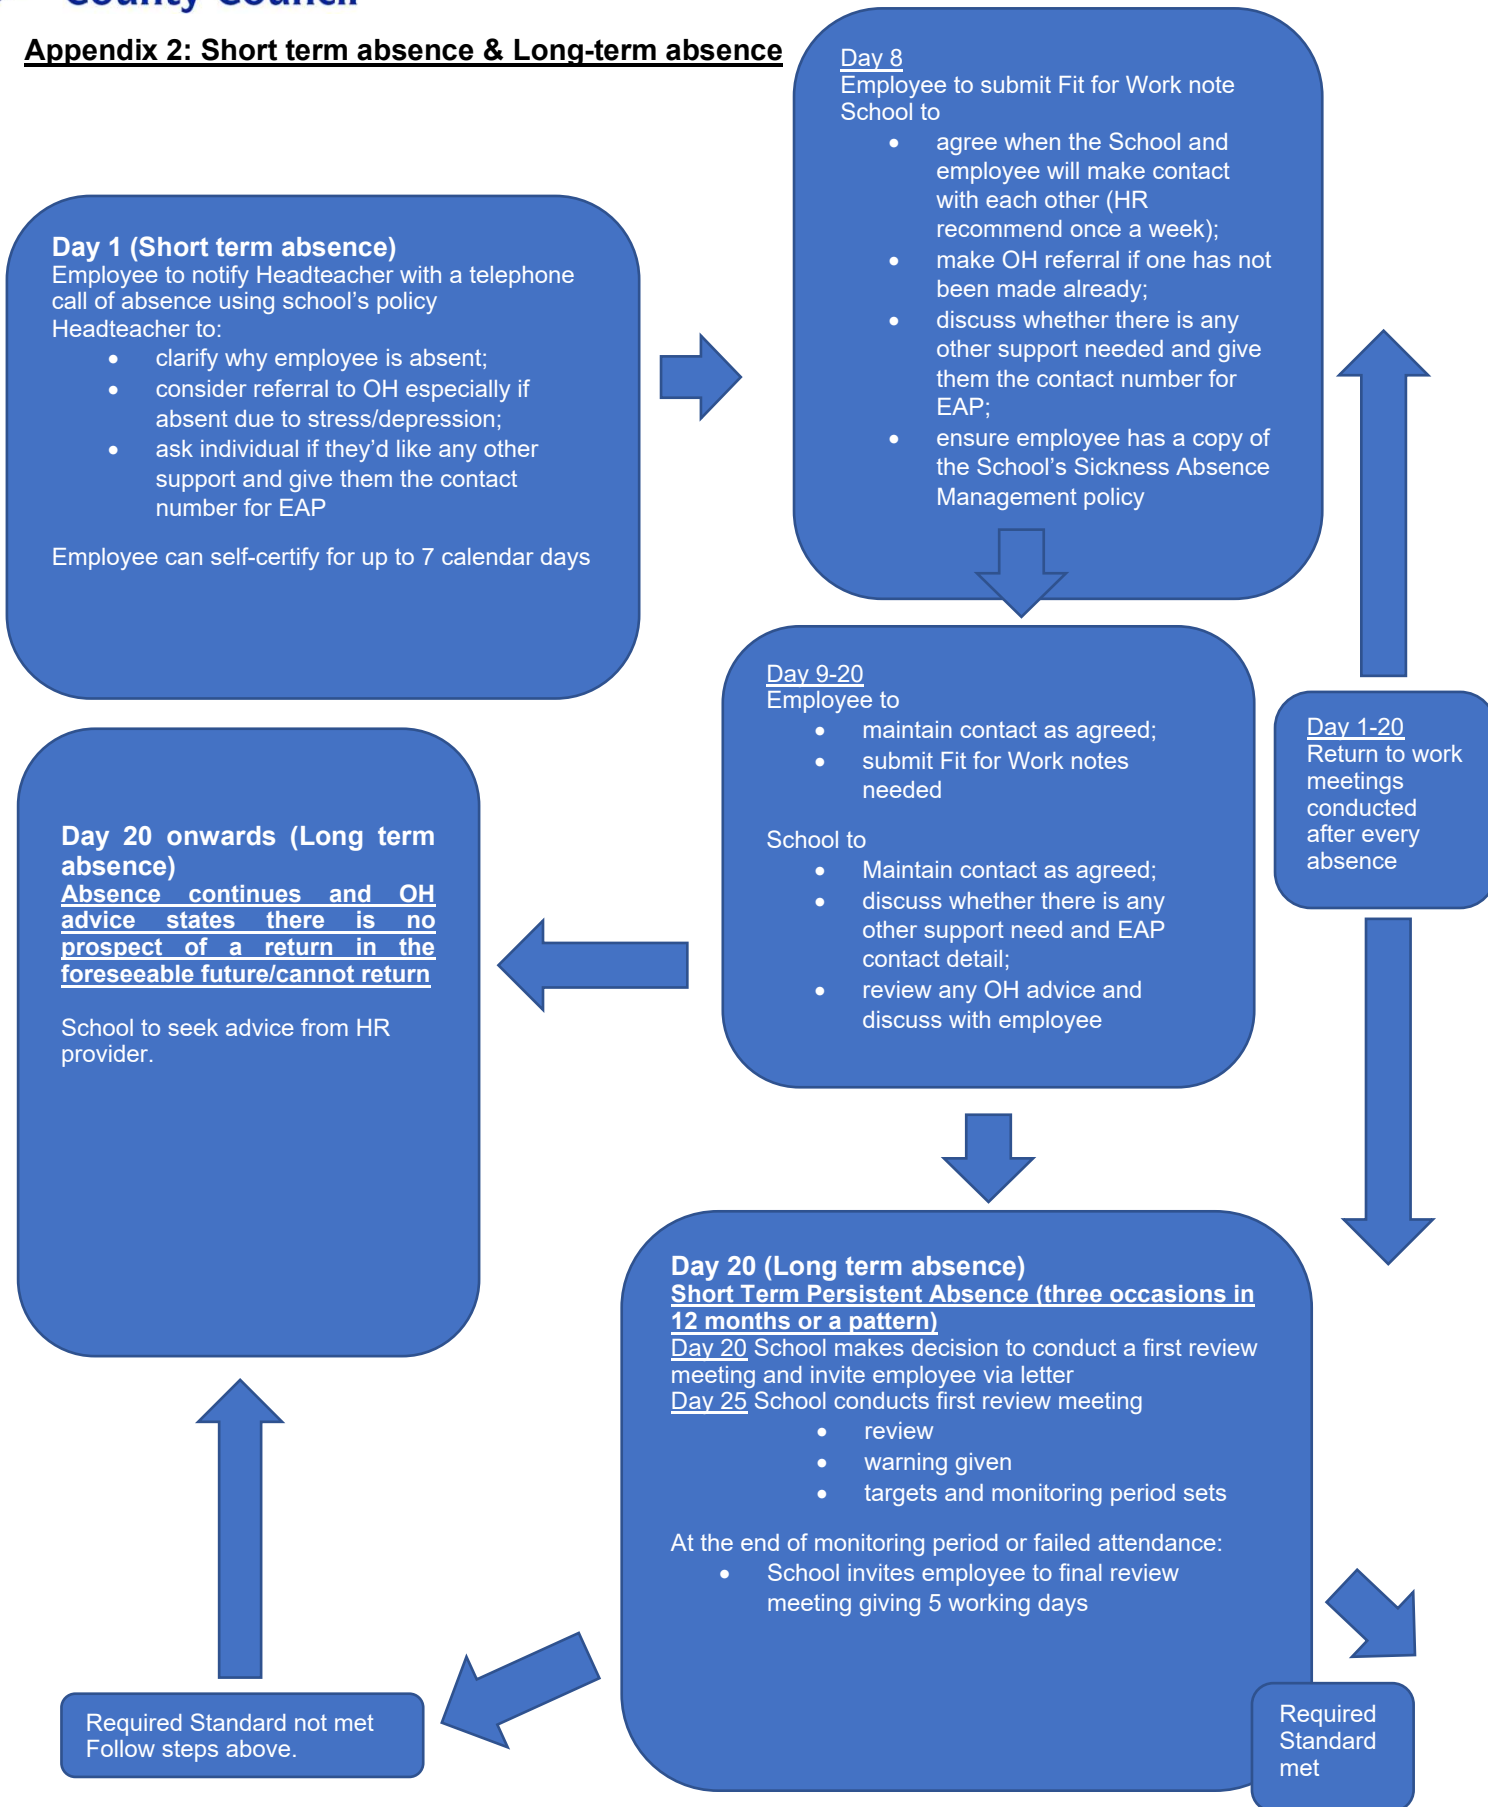 County Council
Appendix 2: Short term absence & Long-term absence
Day 1 (Short term absence)
Employee to notify Headteacher with a telephone
call of absence using school’s policy
Headteacher to:
• clarify why employee is absent;
• consider referral to OH especially if
absent due to stress/depression;
• ask individual if they’d like any other
support and give them the contact
number for EAP
Employee can self-certify for up to 7 calendar days
Day 8
Employee to submit Fit for Work note
School to
• agree when the School and
employee will make contact
with each other (HR
recommend once a week);
• make OH referral if one has not
been made already;
• discuss whether there is any
other support needed and give
them the contact number for
EAP;
• ensure employee has a copy of
the School’s Sickness Absence
Management policy
Day 9-20
Employee to
• maintain contact as agreed;
• submit Fit for Work notes
needed
School to
• Maintain contact as agreed;
• discuss whether there is any
other support need and EAP
contact detail;
• review any OH advice and
discuss with employee
Day 1-20
Return to work
meetings
conducted
after every
absence
Day 20 onwards (Long term
absence)
Absence continues and OH
advice states there is no
prospect of a return in the
foreseeable future/cannot return
School to seek advice from HR
provider.
Day 20 (Long term absence)
Short Term Persistent Absence (three occasions in
12 months or a pattern)
Day 20 School makes decision to conduct a first review
meeting and invite employee via letter
Day 25 School conducts first review meeting
• review
• warning given
• targets and monitoring period sets
At the end of monitoring period or failed attendance:
• School invites employee to final review
meeting giving 5 working days
Required Standard not met
Follow steps above.
Required
Standard
met